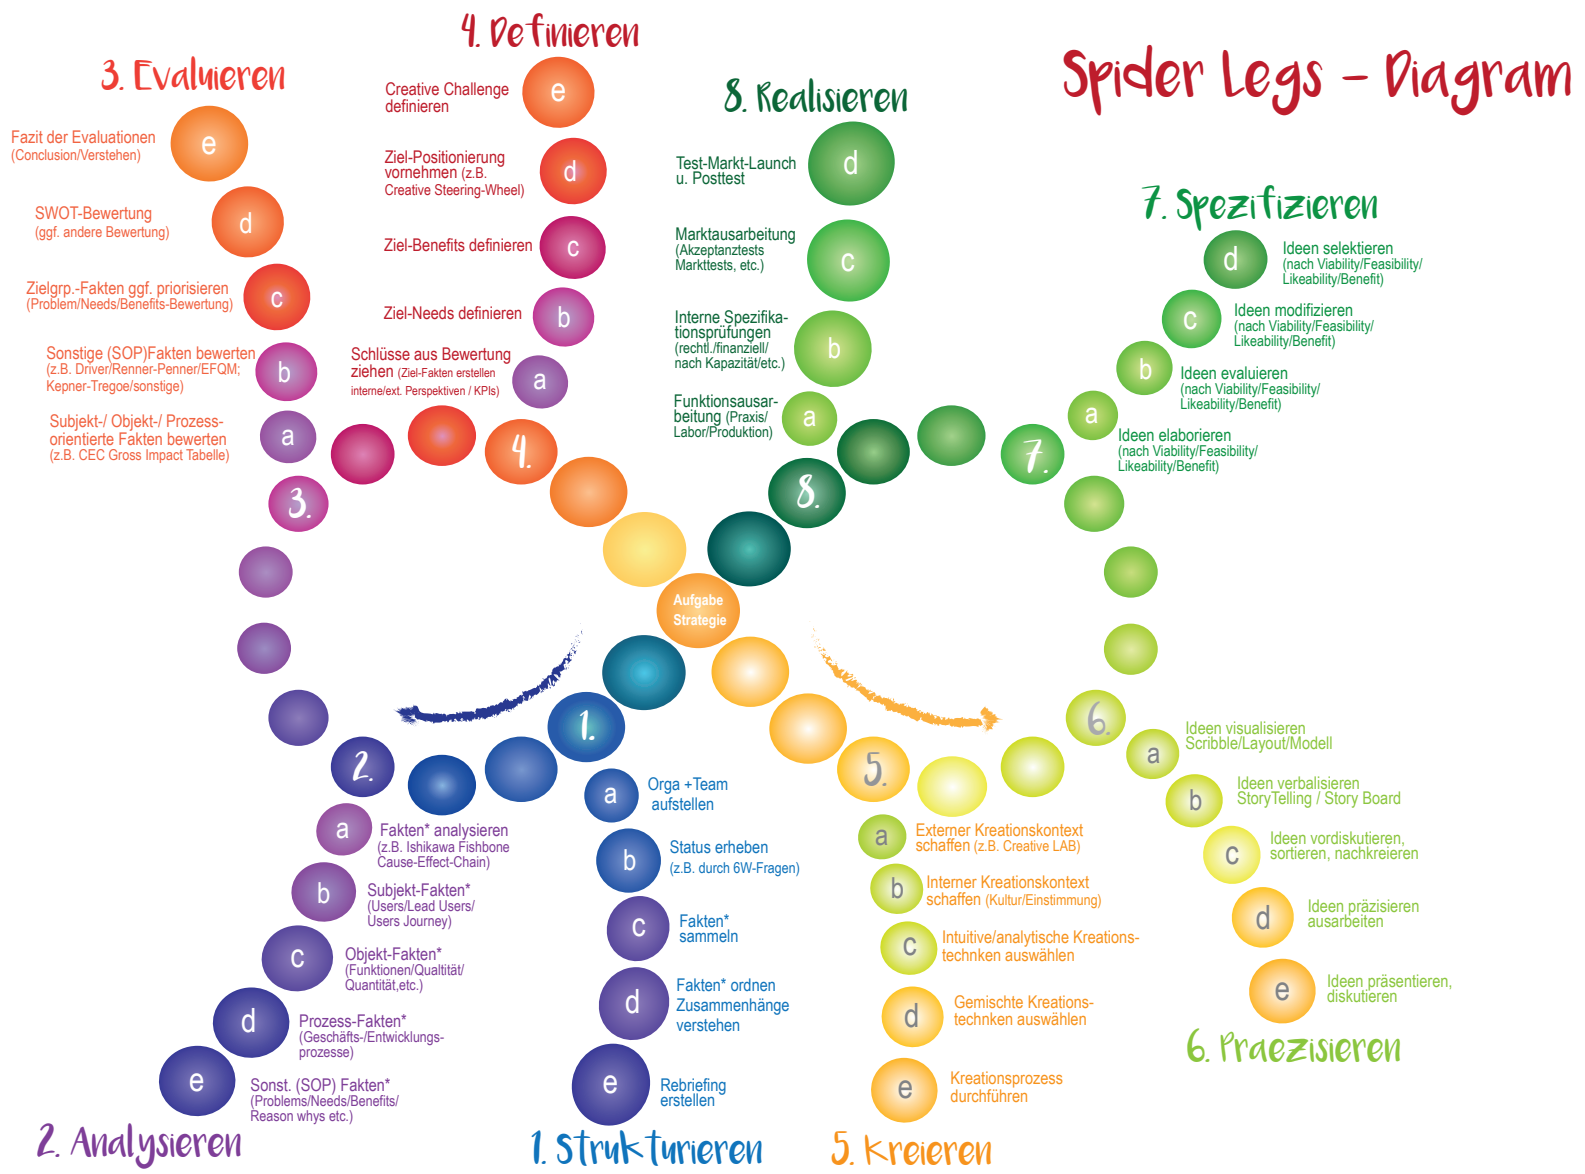 Spider Legs - Diagram
4. Definieren
e
Creative Challenge
definieren
d
Ziel-Positionierung
vornehmen (z.B.
Creative Steering-Wheel)
c
Ziel-Benefits definieren
b
Ziel-Needs definieren
a
Schlüsse aus Bewertung
ziehen (Ziel-Fakten erstellen
interne/ext. Perspektiven / KPIs)
4.
3. Evaluieren
e
Fazit der Evaluationen
(Conclusion/Verstehen)
d
SWOT-Bewertung
(ggf. andere Bewertung)
c
Zielgrp.-Fakten ggf. priorisieren
(Problem/Needs/Benefits-Bewertung)
b
Sonstige (SOP)Fakten bewerten
(z.B. Driver/Renner-Penner/EFQM;
Kepner-Tregoe/sonstige)
a
Subjekt-/ Objekt-/ Prozess-
orientierte Fakten bewerten
(z.B. CEC Gross Impact Tabelle)
3.
8. Realisieren
d
Test-Markt-Launch
u. Posttest
c
Marktausarbeitung
(Akzeptanztests
Markttests, etc.)
b
Interne Spezifika-
tionsprüfungen
(rechtl./finanziell/
nach Kapazität/etc.)
a
Funktionsausar-
beitung (Praxis/
Labor/Produktion)
8.
7. Spezifizieren
d
Ideen selektieren
(nach Viability/Feasibility/
Likeability/Benefit)
c
Ideen modifizieren
(nach Viability/Feasibility/
Likeability/Benefit)
b
Ideen evaluieren
(nach Viability/Feasibility/
Likeability/Benefit)
a
Ideen elaborieren
(nach Viability/Feasibility/
Likeability/Benefit)
7.
Aufgabe
Strategie
2.
a
Fakten* analysieren
(z.B. Ishikawa Fishbone
Cause-Effect-Chain)
b
Subjekt-Fakten*
(Users/Lead Users/
Users Journey)
c
Objekt-Fakten*
(Funktionen/Qualtität/
Quantität,etc.)
d
Prozess-Fakten*
(Geschäfts-/Entwicklungs-
prozesse)
e
Sonst. (SOP) Fakten*
(Problems/Needs/Benefits/
Reason whys etc.)
2. Analysieren
1.
a
Orga +Team
aufstellen
b
Status erheben
(z.B. durch 6W-Fragen)
c
Fakten*
sammeln
d
Fakten* ordnen
Zusammenhänge
verstehen
e
Rebriefing
erstellen
1. Strukturieren
5.
a
Externer Kreationskontext
schaffen (z.B. Creative LAB)
b
Interner Kreationskontext
schaffen (Kultur/Einstimmung)
c
Intuitive/analytische Kreations-
technken auswählen
d
Gemischte Kreations-
technken auswählen
e
Kreationsprozess
durchführen
5. Kreieren
6.
a
Ideen visualisieren
Scribble/Layout/Modell
b
Ideen verbalisieren
StoryTelling / Story Board
c
Ideen vordiskutieren,
sortieren, nachkreieren
d
Ideen präzisieren
ausarbeiten
e
Ideen präsentieren,
diskutieren
6. Praezisieren